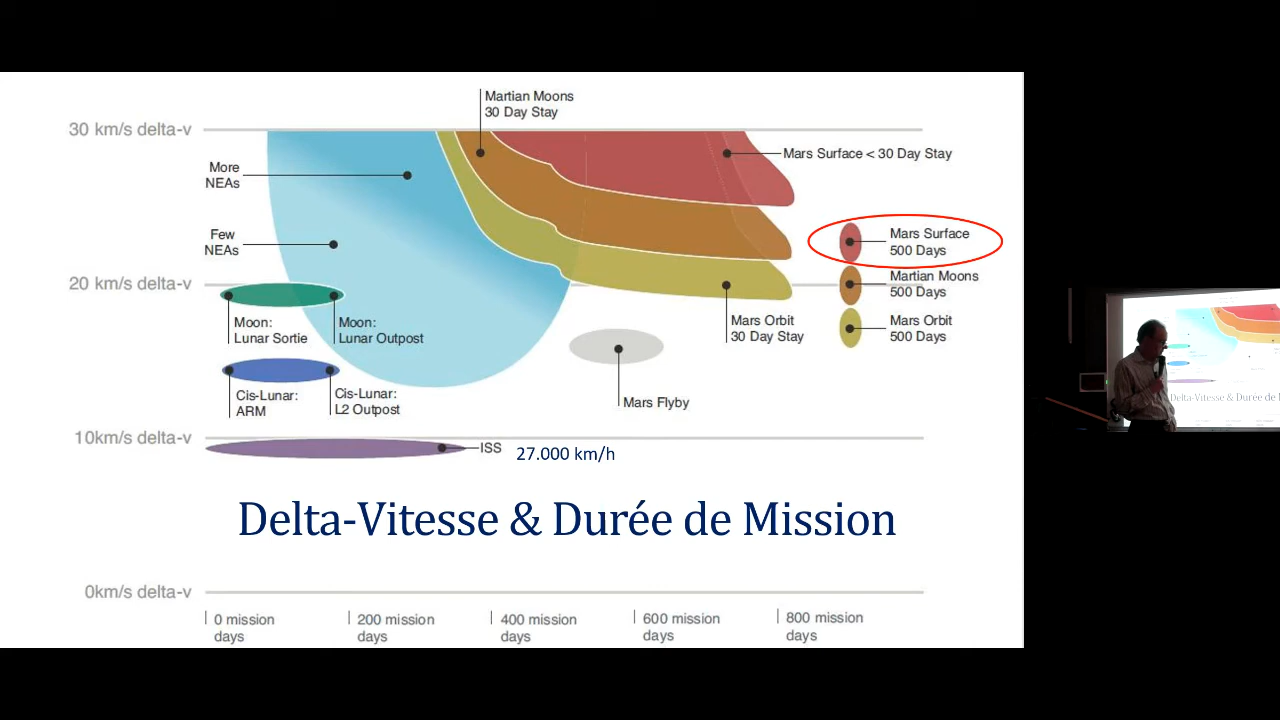 Martian Moons
30 Day Stay
30 km/s delta-v
Mars Surface < 30 Day Stay
More
NEAs
Few
NEAs
Mars Surface
500 Days
20 km/s delta-v
Martian Moons
500 Days
Moon:
Lunar Sortie
Moon:
Lunar Outpost
Mars Orbit
30 Day Stay
Mars Orbit
500 Days
Cis-Lunar:
ARM
Cis-Lunar:
L2 Outpost
Mars Flyby
10km/s delta-v
ISS
27.000 km/h
Delta-Vitesse & Durée de Mission
0km/s delta-v
0 mission
days
200 mission
days
400 mission
days
600 mission
days
800 mission
days
Delta-Vitesse & Durée de